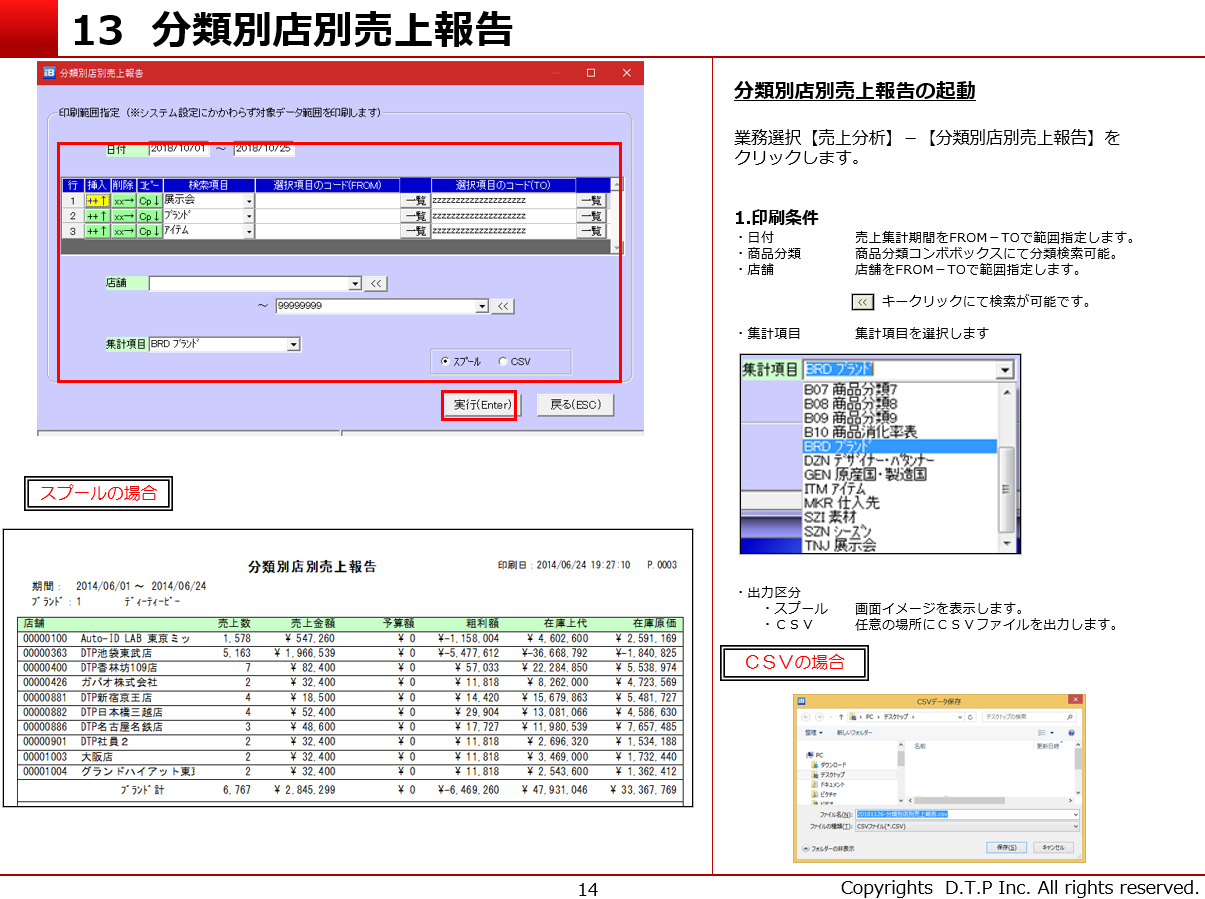 13 分類別店別売上報告
分類別店別売上報告
印刷範囲指定（※システム設定にかかわらず対象データ範囲を印刷します）
日付 2018/10/01 ～ 2018/10/25
行 挿入 削除 ｺﾋﾟｰ 検索項目 選択項目のコード(FROM) 選択項目のコード(TO)
1 ++↑ xx→ Cp↓ 展示会 一覧 zzzzzzzzzzzzzzzzzzzz 一覧
2 ++↑ xx→ Cp↓ ﾌﾞﾗﾝﾄﾞ 一覧 zzzzzzzzzzzzzzzzzzzz 一覧
3 ++↑ xx→ Cp↓ ｱｲﾃﾑ 一覧 zzzzzzzzzzzzzzzzzzzz 一覧
店舗 <<
～ 99999999 <<
集計項目 BRD ﾌﾞﾗﾝﾄﾞ
ｽﾌﾟｰﾙ CSV
実行(Enter) 戻る(ESC)
スプールの場合
分類別店別売上報告 印刷日：2014/06/24 19:27:10 P.0003
期間： 2014/06/01 ～ 2014/06/24
ﾌﾞﾗﾝﾄﾞ：1 ﾃﾞｨｰﾃｨｰﾋﾟｰ
店舗 売上数 売上金額 予算額 粗利額 在庫上代 在庫原価
00000100 Auto-ID LAB 東京ミッ 1,578 ¥ 547,260 ¥ 0 ¥-1,158,004 ¥ 4,602,600 ¥ 2,591,169
00000363 DTP池袋東武店 5,163 ¥ 1,966,539 ¥ 0 ¥-5,477,612 ¥-36,668,792 ¥-1,840,825
00000400 DTP香林坊109店 7 ¥ 82,400 ¥ 0 ¥ 57,033 ¥ 22,284,850 ¥ 5,538,974
00000426 ガバオ株式会社 2 ¥ 32,400 ¥ 0 ¥ 11,818 ¥ 8,262,000 ¥ 4,723,569
00000881 DTP新宿京王店 4 ¥ 18,500 ¥ 0 ¥ 14,420 ¥ 15,679,863 ¥ 5,481,727
00000882 DTP日本橋三越店 4 ¥ 52,400 ¥ 0 ¥ 29,904 ¥ 13,081,066 ¥ 4,586,630
00000886 DTP名古屋名鉄店 3 ¥ 48,600 ¥ 0 ¥ 17,727 ¥ 11,980,539 ¥ 7,657,485
00000901 DTP社員２ 2 ¥ 32,400 ¥ 0 ¥ 11,818 ¥ 2,696,320 ¥ 1,534,188
00001003 大阪店 2 ¥ 32,400 ¥ 0 ¥ 11,818 ¥ 3,469,000 ¥ 1,732,440
00001004 グランドハイアット東京 2 ¥ 32,400 ¥ 0 ¥ 11,818 ¥ 2,543,600 ¥ 1,362,412
ﾌﾞﾗﾝﾄﾞ計 6,767 ¥ 2,845,299 ¥ 0 ¥-6,469,260 ¥ 47,931,046 ¥ 33,367,769
分類別店別売上報告の起動
業務選択【売上分析】－【分類別店別売上報告】を
クリックします。
1.印刷条件
・日付 売上集計期間をFROM－TOで範囲指定します。
・商品分類 商品分類コンボボックスにて分類検索可能。
・店舗 店舗をFROM－TOで範囲指定します。
<< キークリックにて検索が可能です。
・集計項目 集計項目を選択します
集計項目 BRD ﾌﾞﾗﾝﾄﾞ
B07 商品分類7
B08 商品分類8
B09 商品分類9
B10 商品消化率表
BRD ﾌﾞﾗﾝﾄﾞ
DZN ﾃﾞｻﾞｲﾅｰ･ﾊﾟﾀﾝﾅｰ
GEN 原産国･製造国
ITM ｱｲﾃﾑ
MKR 仕入先
SZI 素材
SZN ｼｰｽﾞﾝ
TNJ 展示会
・出力区分
・スプール 画面イメージを表示します。
・ＣＳＶ 任意の場所にＣＳＶファイルを出力します。
ＣＳＶの場合
CSVデータ保存
PC › デスクトップ › デスクトップの検索
整理 新しいフォルダー
名前 更新日時
PC
ダウンロード
デスクトップ
ドキュメント
ピクチャ
ビデオ
ファイル名(N): 20181126-分類別店別売上報告.csv
ファイルの種類(T): CSVファイル(*.CSV)
フォルダーの非表示 保存(S) キャンセル
14
Copyrights D.T.P Inc. All rights reserved.